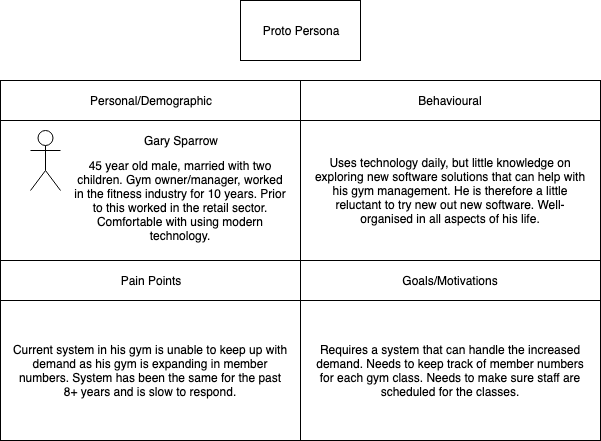 Proto Persona
Personal/Demographic
Behavioural
Gary Sparrow
45 year old male, married with two
children. Gym owner/manager, worked
in the fitness industry for 10 years. Prior
to this worked in the retail sector.
Comfortable with using modern
technology.
Uses technology daily, but little knowledge on
exploring new software solutions that can help with
his gym management. He is therefore a little
reluctant to try new out new software. Well-
organised in all aspects of his life.
Pain Points
Goals/Motivations
Current system in his gym is unable to keep up with
demand as his gym is expanding in member
numbers. System has been the same for the past
8+ years and is slow to respond.
Requires a system that can handle the increased
demand. Needs to keep track of member numbers
for each gym class. Needs to make sure staff are
scheduled for the classes.